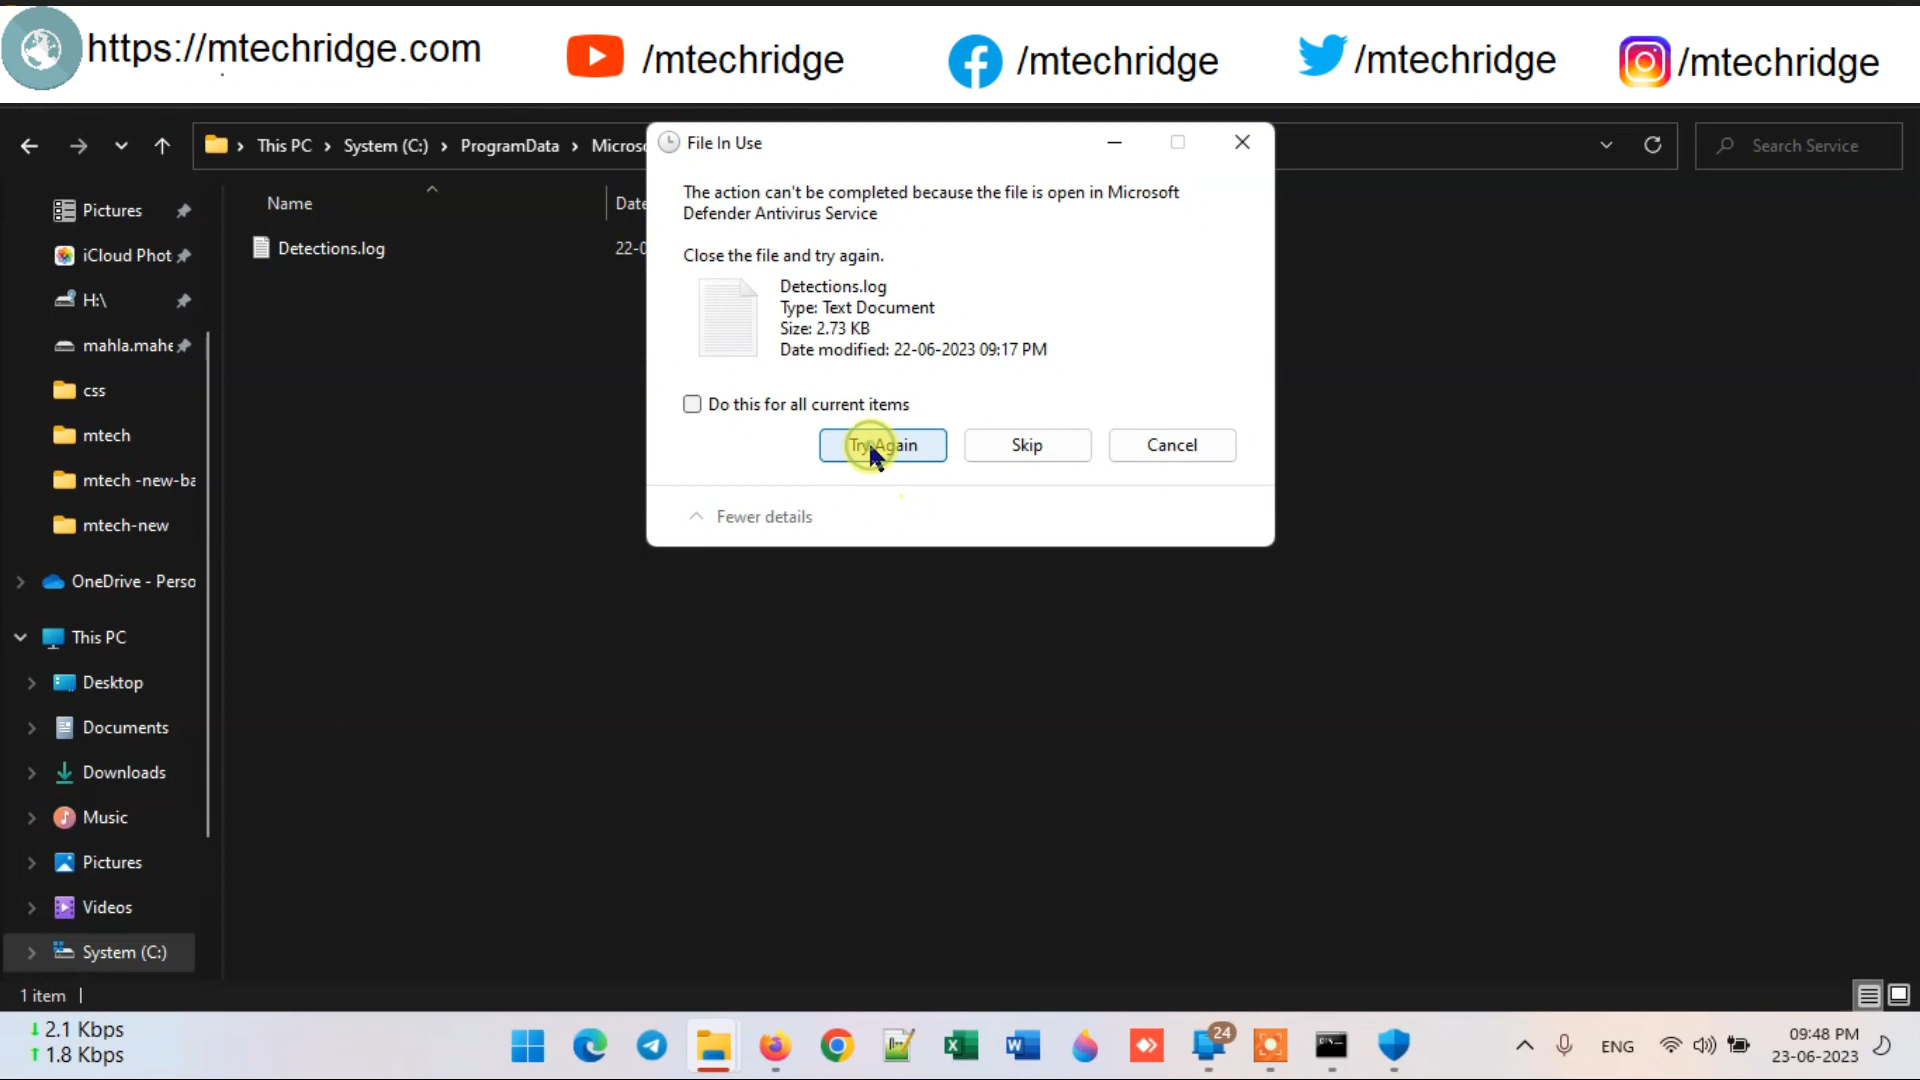 https://mtechridge.com
/mtechridge
/mtechridge
/mtechridge
/mtechridge
This PC
System (C:)
ProgramData
Search Service
File In Use
The action can't be completed because the file is open in Microsoft
Defender Antivirus Service
Close the file and try again.
Detections.log
Type: Text Document
Size: 2.73 KB
Date modified: 22-06-2023 09:17 PM
Do this for all current items
Try Again
Skip
Cancel
Fewer details
Name
Detections.log
Pictures
iCloud Phot
H:\
mahla.mahe
css
mtech
mtech -new-ba
mtech-new
OneDrive - Perso
This PC
Desktop
Documents
Downloads
Music
Pictures
Videos
System (C:)
1 item
2.1 Kbps
1.8 Kbps
24
ENG
09:48 PM
23-06-2023